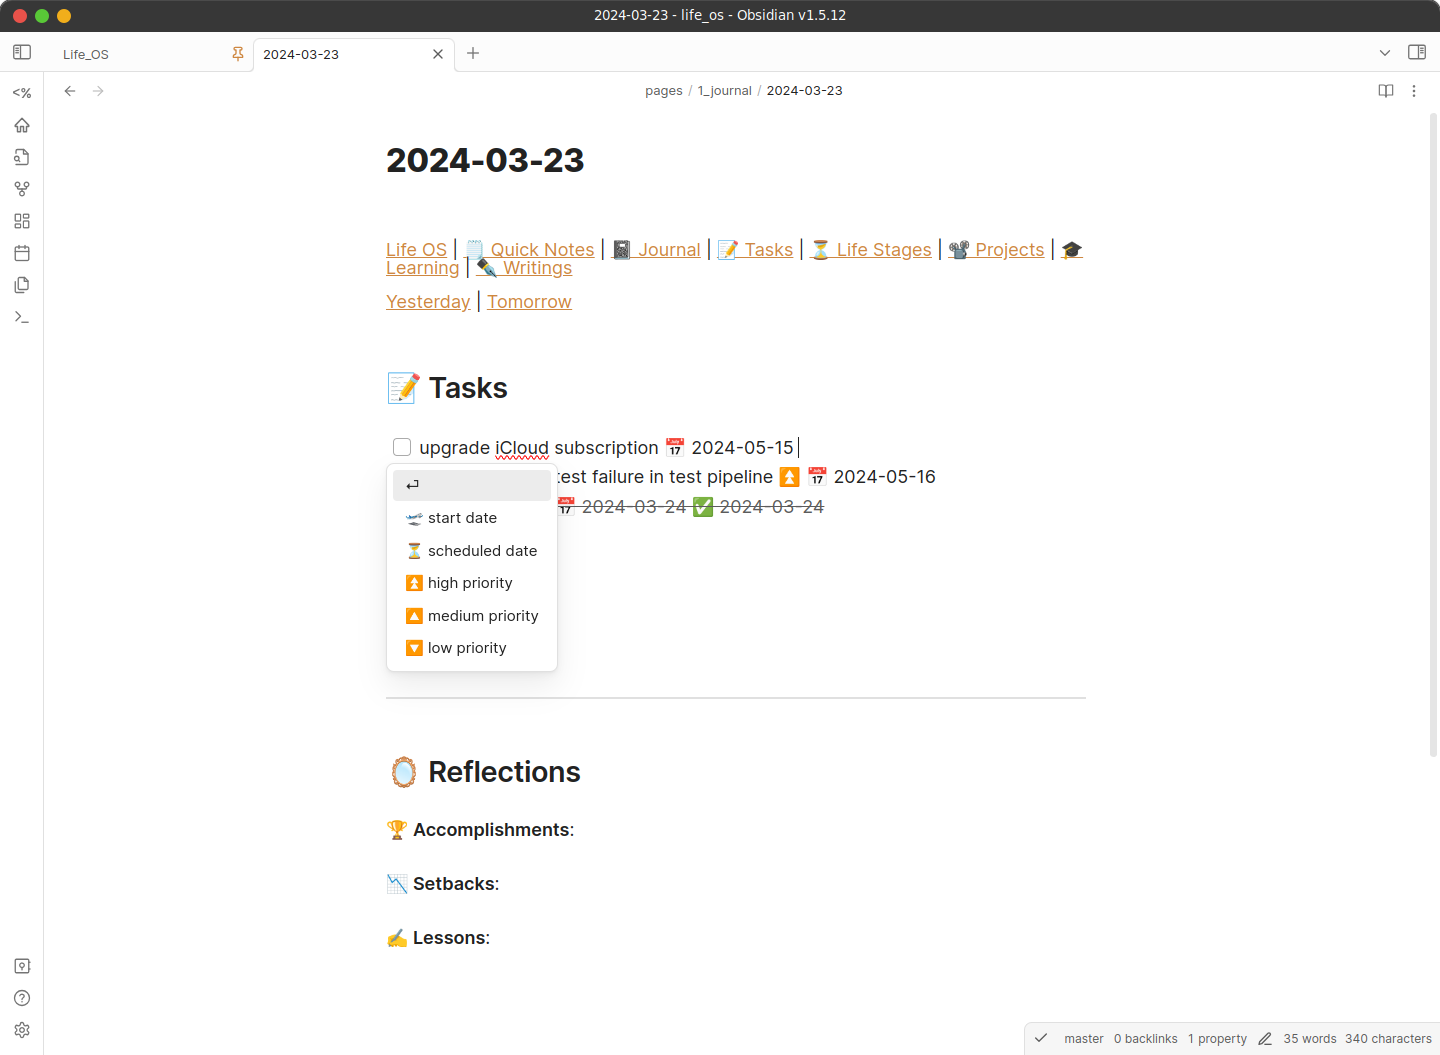 2024-03-23 - life_os - Obsidian v1.5.12
Life_OS
2024-03-23
<%
pages / 1_journal / 2024-03-23
2024-03-23
Life OS | 🗒️ Quick Notes | 📓 Journal | 📝 Tasks | ⏳ Life Stages | 📽️ Projects | 🎓
Learning | ✒️ Writings
Yesterday | Tomorrow
📝 Tasks
upgrade iCloud subscription 📅 2024-05-15
test failure in test pipeline ⏫ 📅 2024-05-16
📅 2024-03-24 ✅ 2024-03-24
⏎
🛫 start date
⏳ scheduled date
⏫ high priority
🔼 medium priority
🔽 low priority
🪞 Reflections
🏆 Accomplishments:
📉 Setbacks:
✍️ Lessons:
master 0 backlinks 1 property 35 words 340 characters